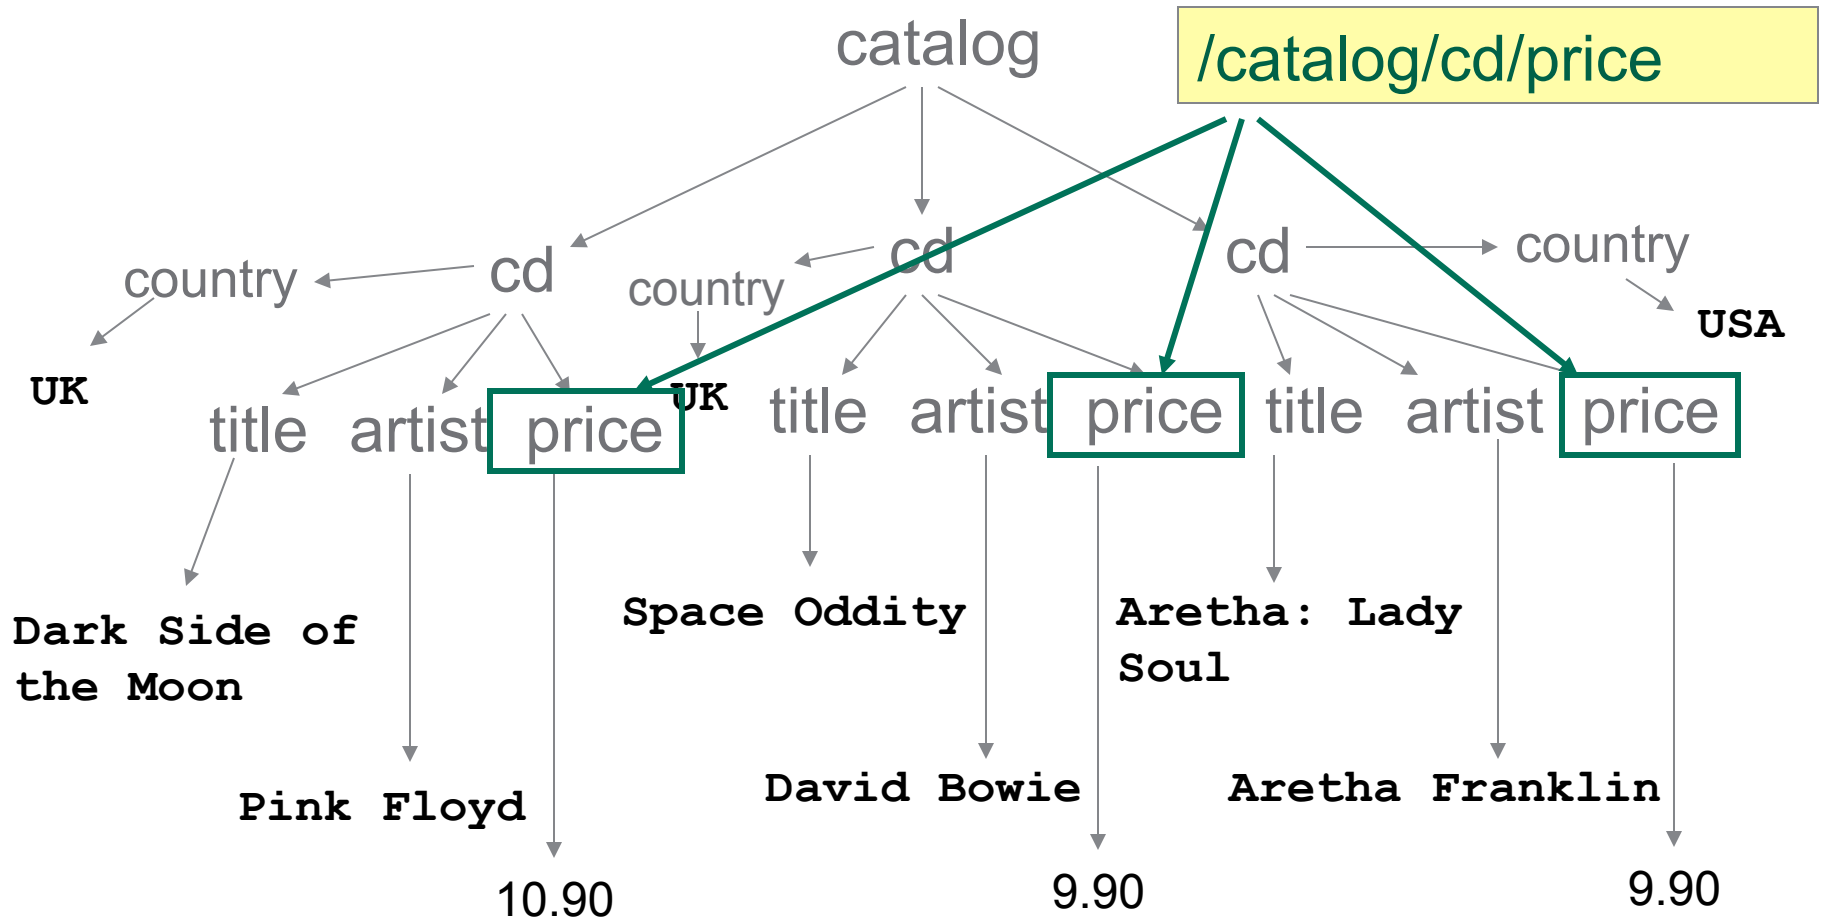 catalog
/catalog/cd/price
country
cd
country
cd
cd
country
UK
UK
USA
title
artist
price
title
artist
price
title
artist
price
Dark Side of
the Moon
Space Oddity
Aretha: Lady
Soul
Pink Floyd
David Bowie
Aretha Franklin
10.90
9.90
9.90